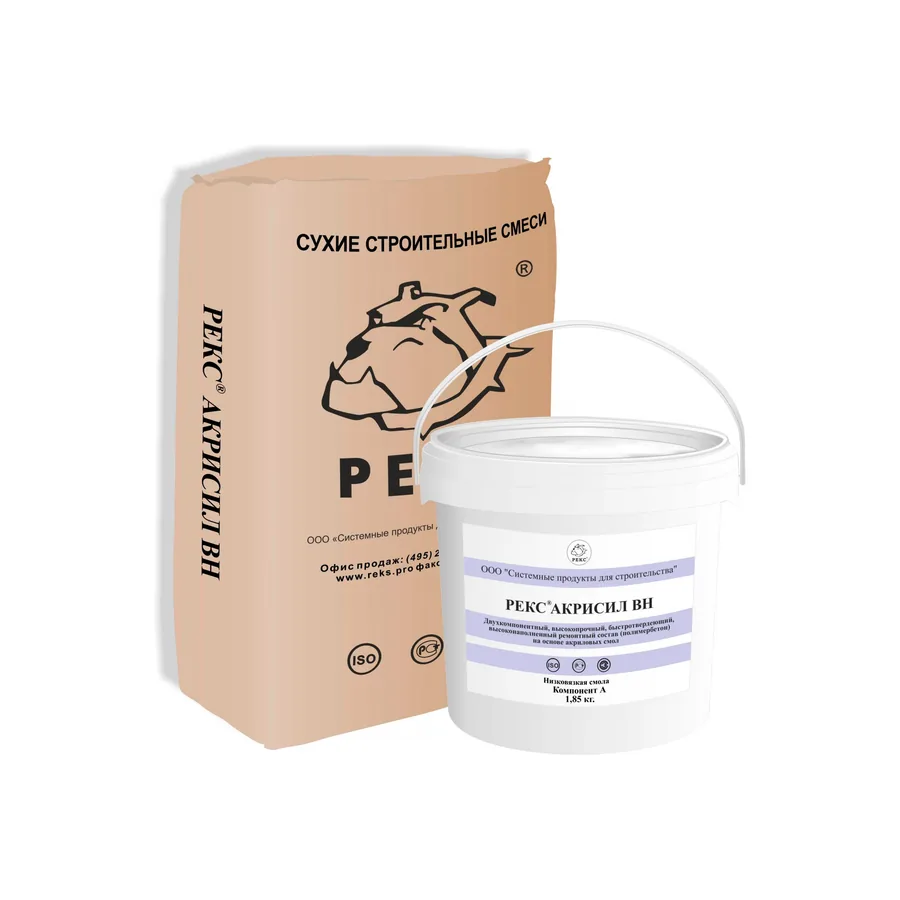 СУХИЕ СТРОИТЕЛЬНЫЕ СМЕСИ
®
РЕКС® АКРИСИЛ ВН
РЕ
ООО «Системные продукты
Офис продаж: (495) 2
www.reks.pro факс
ISO
РС
РЕКС
ООО "Системные продукты для строительства"
РЕКС®АКРИСИЛ ВН
Двухкомпонентный, высокопрочный, быстротвердеющий,
высоконаполненный ремонтный состав (полимербетон)
на основе акриловых смол
ISO
Низковязкая смола
Компонент А
1,85 кг.